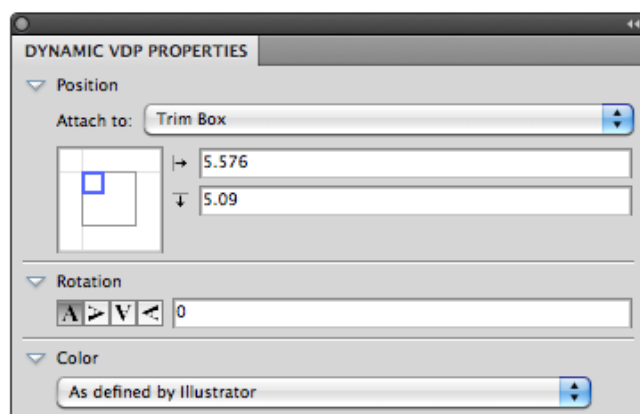 DYNAMIC VDP PROPERTIES
Position
Attach to: Trim Box
5.576
5.09
Rotation
A A V A 0
Color
As defined by Illustrator